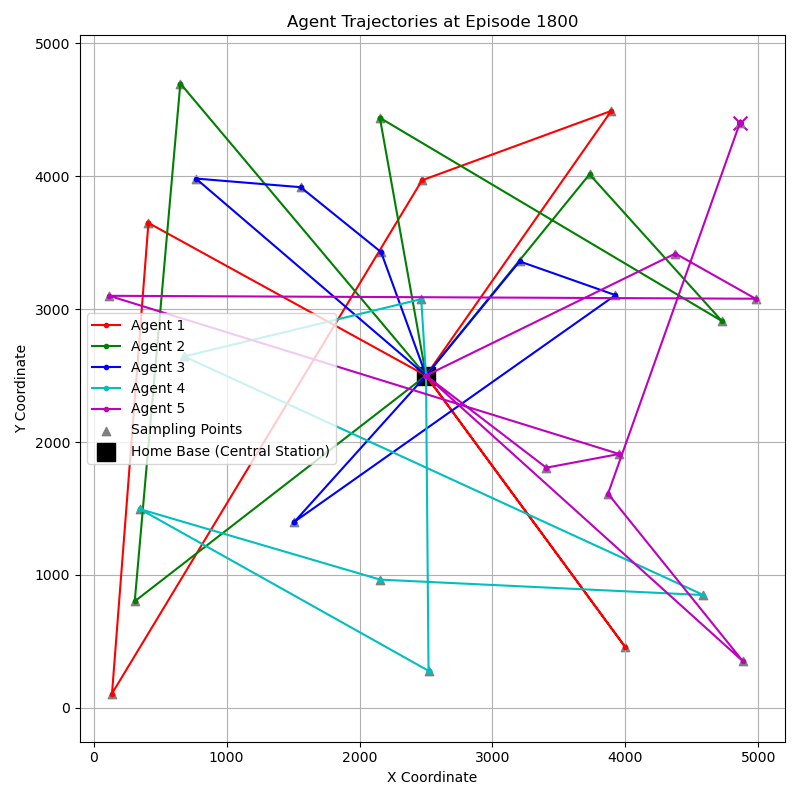 Agent Trajectories at Episode 1800
Y Coordinate
5000
4000
3000
2000
1000
0
Agent 1
Agent 2
Agent 3
Agent 4
Agent 5
Sampling Points
Home Base (Central Station)
0 1000 2000 3000 4000 5000
X Coordinate